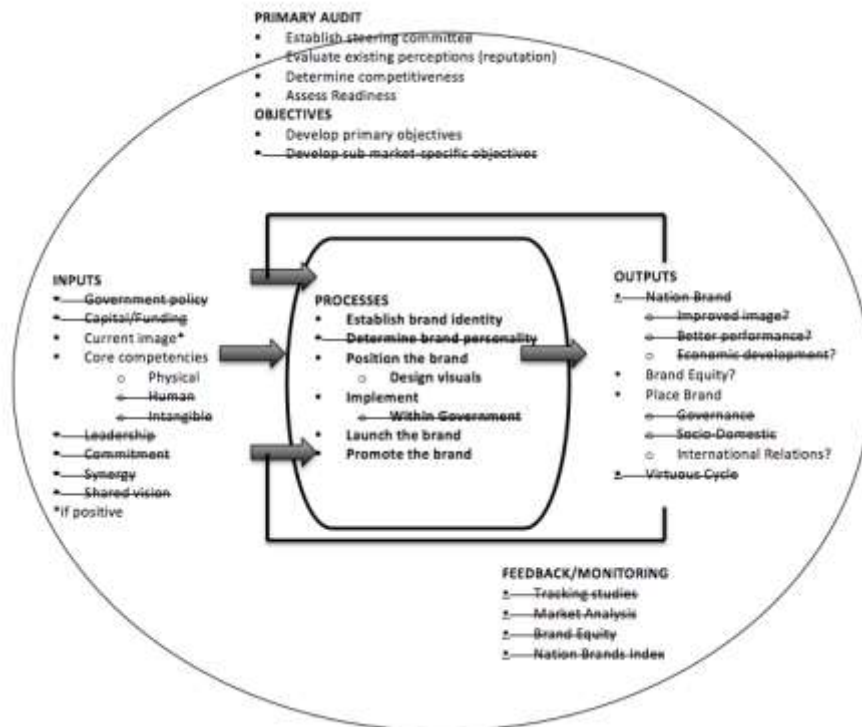 PRIMARY AUDIT
• Establish steering committee
• Evaluate existing perceptions (reputation)
• Determine competitiveness
• Assess Readiness
OBJECTIVES
• Develop primary objectives
• Develop sub market-specific objectives
INPUTS
• Government policy
• Capital/Funding
• Current image*
• Core competencies
o Physical
o Human
o Intangible
• Leadership
• Commitment
• Synergy
• Shared vision
*if positive
PROCESSES
• Establish brand identity
• Determine brand personality
• Position the brand
o Design visuals
• Implement
o Within Government
• Launch the brand
• Promote the brand
OUTPUTS
• Nation Brand
o Improved image?
o Better performance?
o Economic development?
• Brand Equity?
• Place Brand
o Governance
o Socio-Domestic
o International Relations?
• Virtuous Cycle
FEEDBACK/MONITORING
• Tracking studies
• Market Analysis
• Brand Equity
• Nation Brands Index